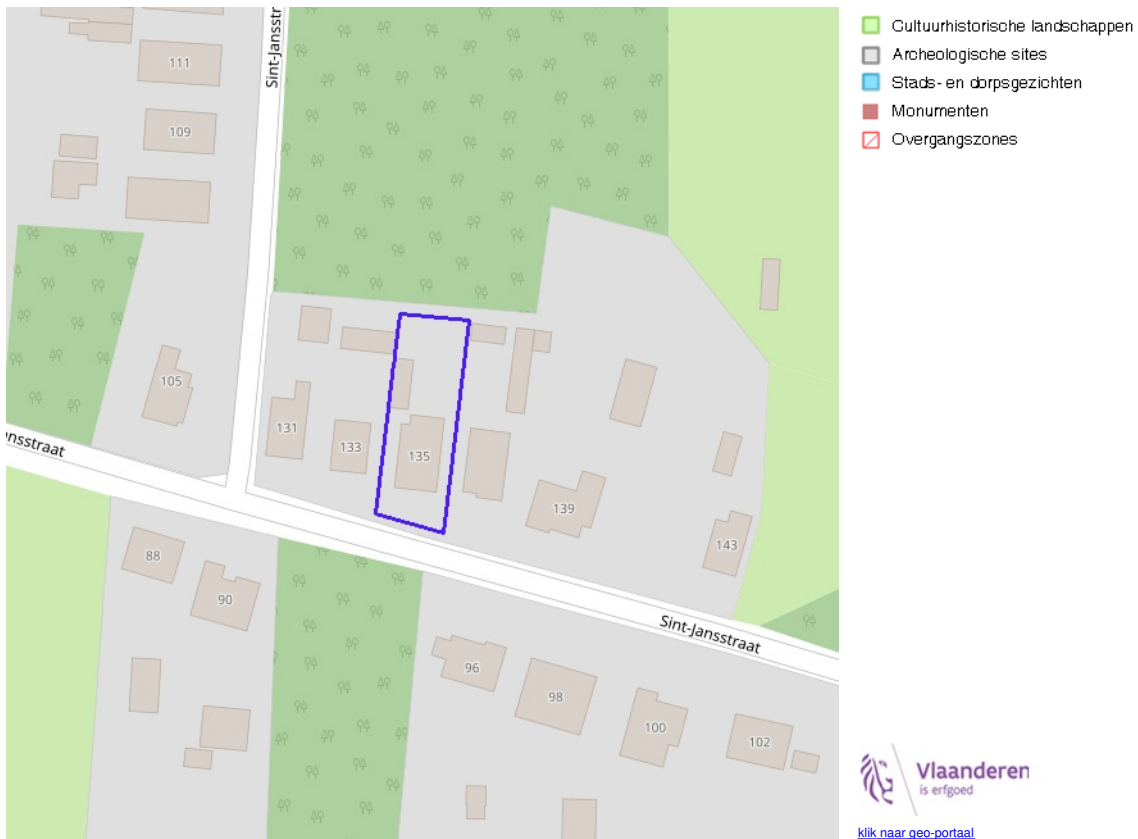 Sint-Jansstr
111
109
105
131
133
135
139
143
ansstraat
88
90
Sint-Jansstraat
96
98
100
102
Cultuurhistorische landschappen
Archeologische sites
Stads- en dorpsgezichten
Monumenten
Overgangszones
Vlaanderen
is erfgoed
klik naar geo-portaal